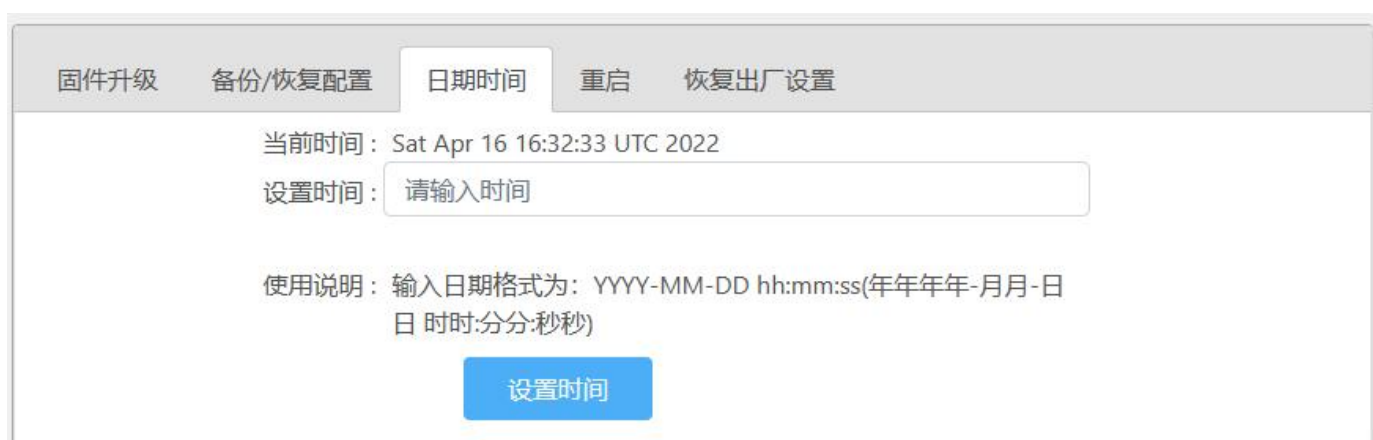 固件升级 备份/恢复配置 日期时间 重启 恢复出厂设置
当前时间： Sat Apr 16 16:32:33 UTC 2022
设置时间： 请输入时间
使用说明： 输入日期格式为：YYYY-MM-DD hh:mm:ss(年年年年-月月-日
日 时时:分分:秒秒)
设置时间